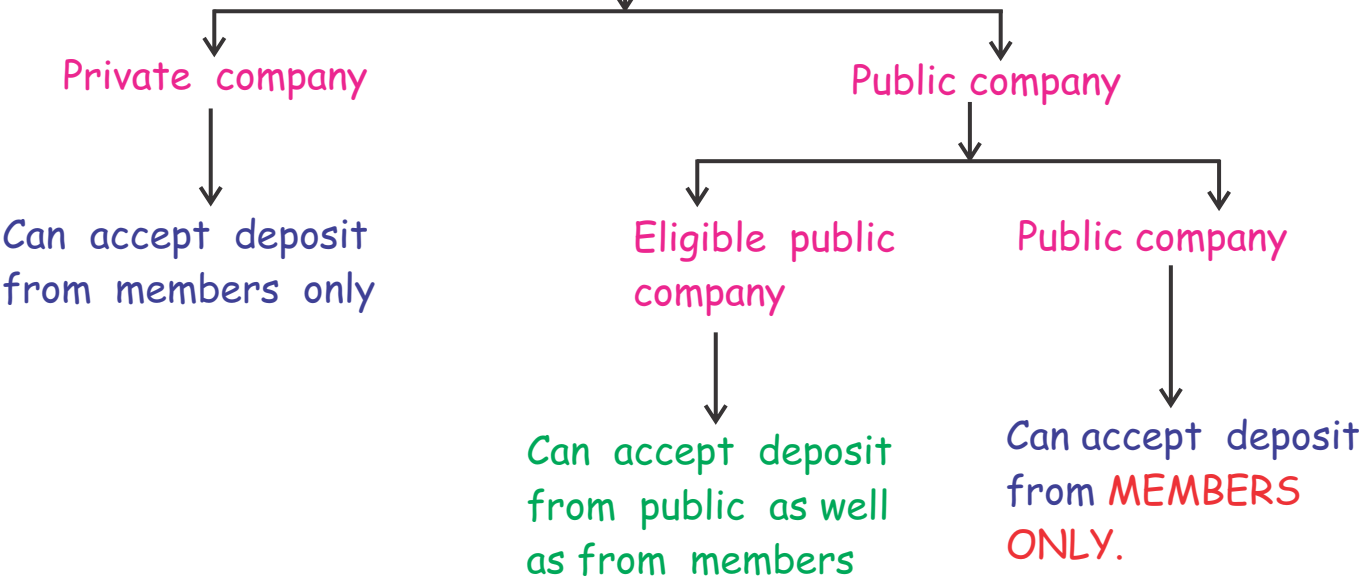 Private company
Public company
Can accept deposit
from members only
Eligible public
company
Public company
Can accept deposit
from public as well
as from members
Can accept deposit
from MEMBERS
ONLY.